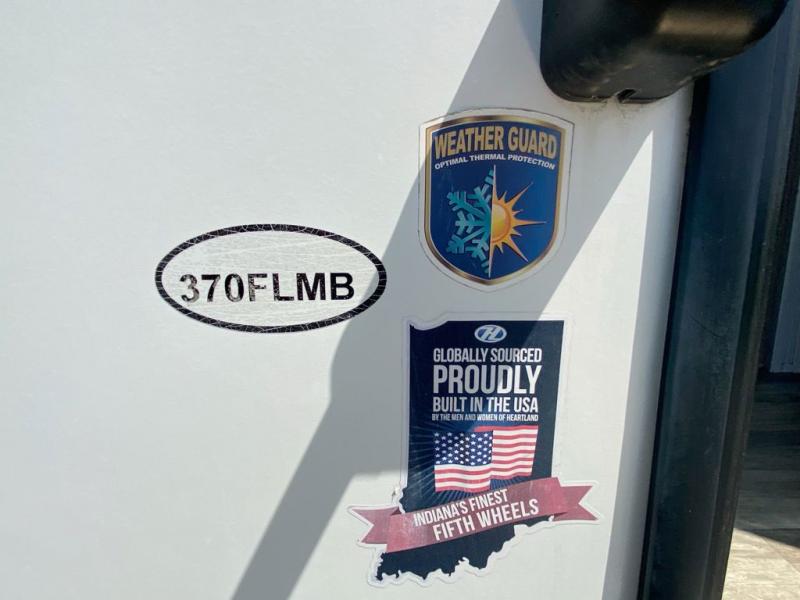 WEATHER GUARD
OPTIMAL THERMAL PROTECTION
370FLMB
H
GLOBALLY SOURCED
PROUDLY
BUILT IN THE USA
BY THE MEN AND WOMEN OF HEARTLAND
INDIANA'S FINEST
FIFTH WHEELS